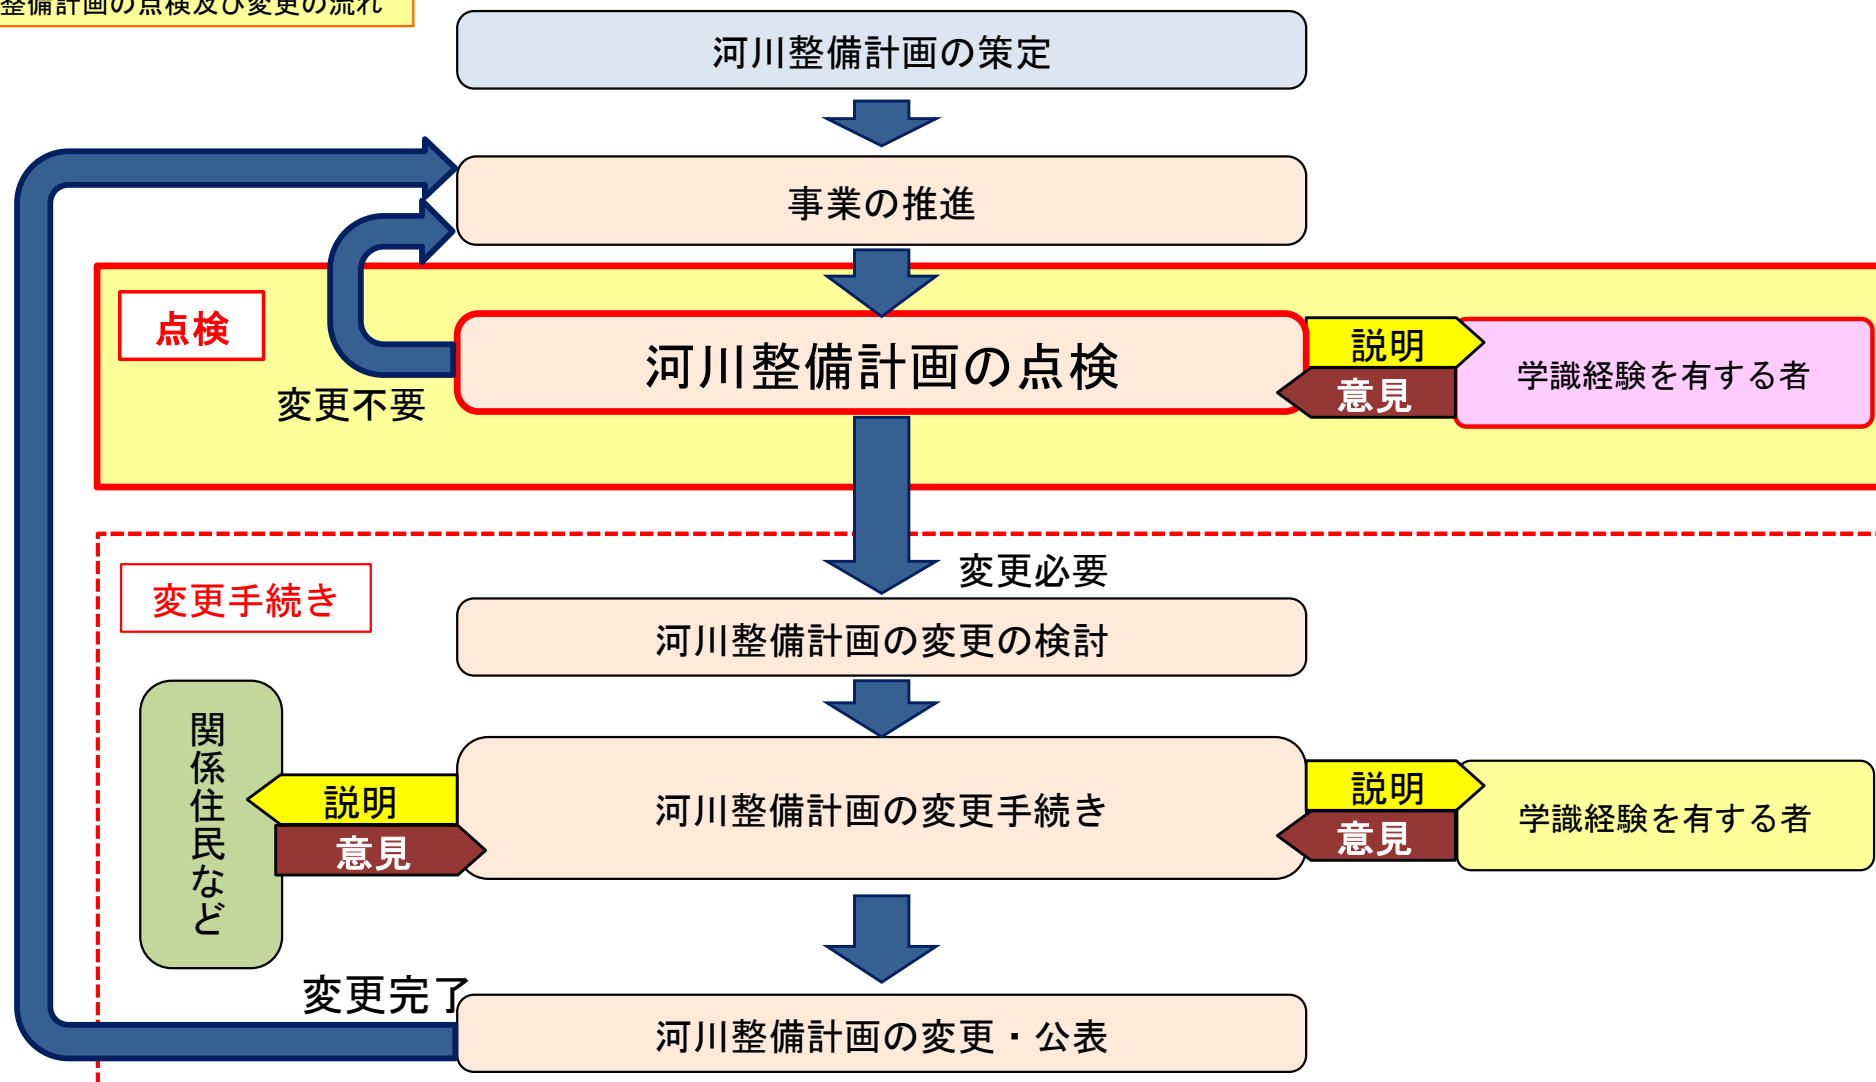 整備計画の点検及び変更の流れ
河川整備計画の策定
事業の推進
点検
河川整備計画の点検
説明
意見
学識経験を有する者
変更不要
変更必要
変更手続き
河川整備計画の変更の検討
関係住民など
説明
意見
河川整備計画の変更手続き
説明
意見
学識経験を有する者
変更完了
河川整備計画の変更・公表